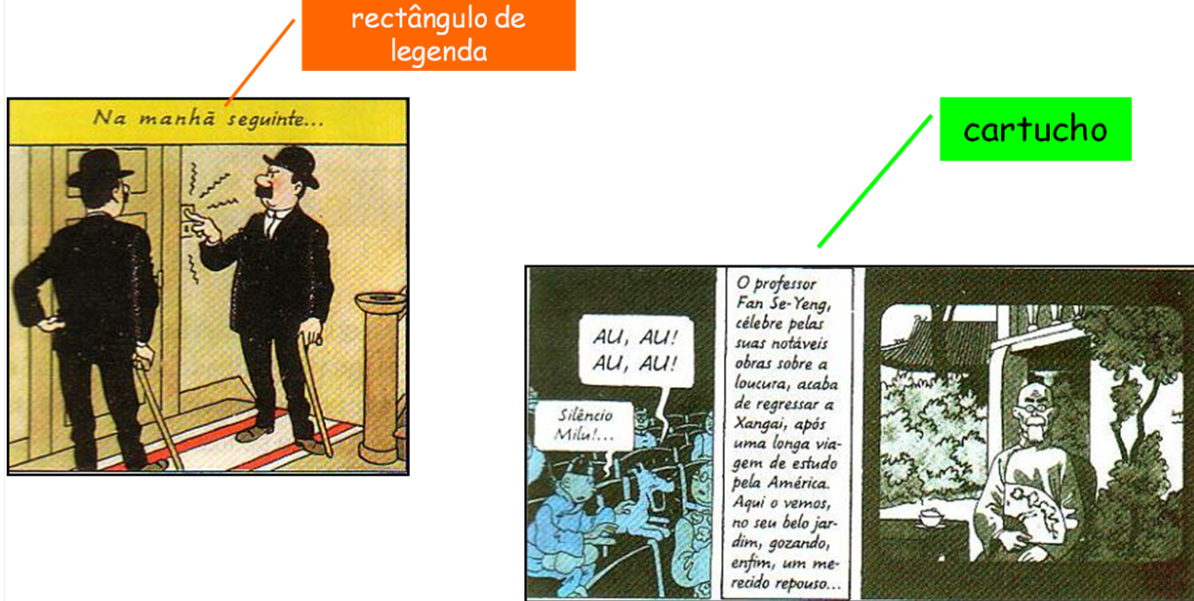 rectângulo de
legenda
Na manhã seguinte...
cartucho
AU, AU!
AU, AU!
Silêncio
Milu!...
O professor
Fan Se-Yeng,
célebre pelas
suas notáveis
obras sobre a
loucura, acaba
de regressar a
Xangai, após
uma longa via-
gem de estudo
pela América.
Aqui o vemos,
no seu belo jar-
dim, gozando,
enfim, um me-
recido repouso...